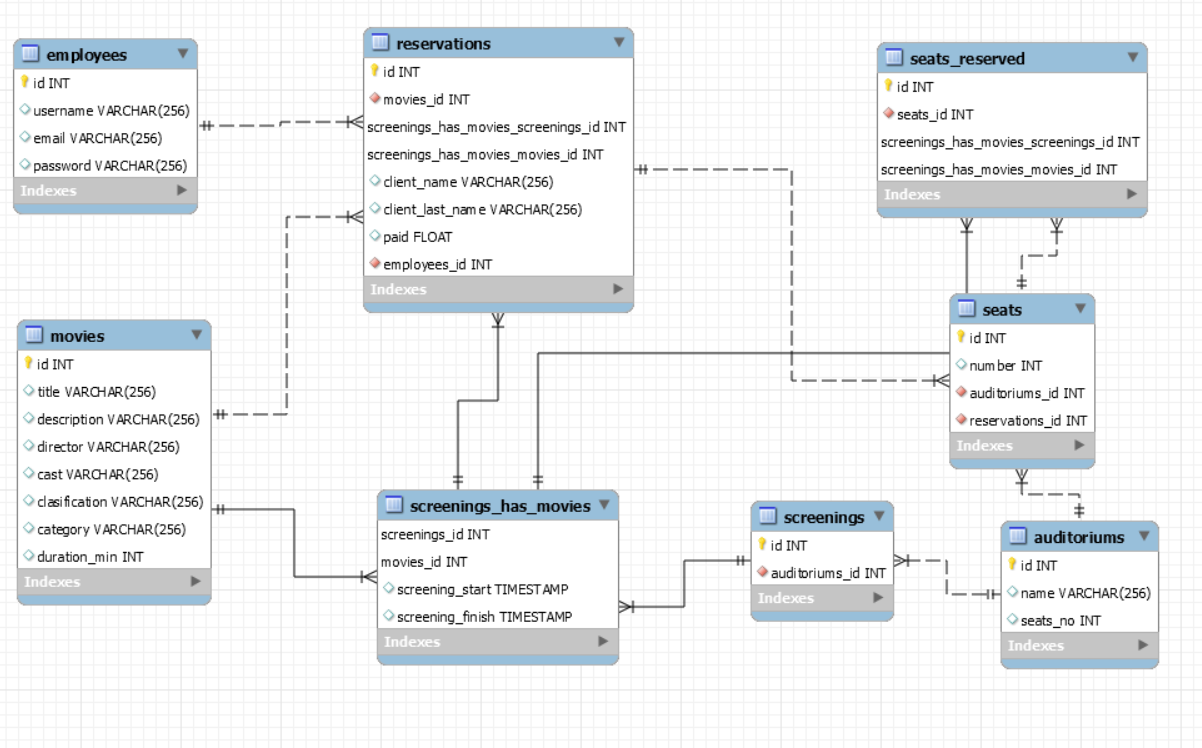 employees
id INT
username VARCHAR(256)
email VARCHAR(256)
password VARCHAR(256)
Indexes
reservations
id INT
movies_id INT
screenings_has_movies_screenings_id INT
screenings_has_movies_movies_id INT
client_name VARCHAR(256)
client_last_name VARCHAR(256)
paid FLOAT
employees_id INT
Indexes
seats_reserved
id INT
seats_id INT
screenings_has_movies_screenings_id INT
screenings_has_movies_movies_id INT
Indexes
movies
id INT
title VARCHAR(256)
description VARCHAR(256)
director VARCHAR(256)
cast VARCHAR(256)
clasification VARCHAR(256)
category VARCHAR(256)
duration_min INT
Indexes
seats
id INT
number INT
auditoriums_id INT
reservations_id INT
Indexes
screenings_has_movies
screenings_id INT
movies_id INT
screening_start TIMESTAMP
screening_finish TIMESTAMP
Indexes
screenings
id INT
auditoriums_id INT
Indexes
auditoriums
id INT
name VARCHAR(256)
seats_no INT
Indexes